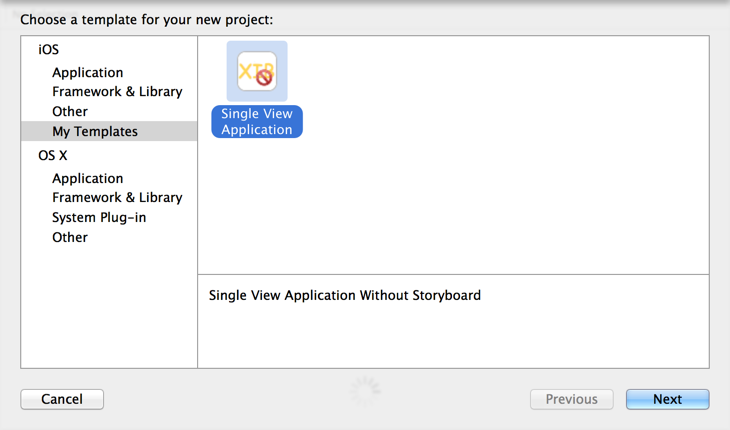 Choose a template for your new project:
iOS
Application
Framework & Library
Other
My Templates
OS X
Application
Framework & Library
System Plug-in
Other
XIB
Single View
Application
Single View Application Without Storyboard
Cancel
Previous
Next